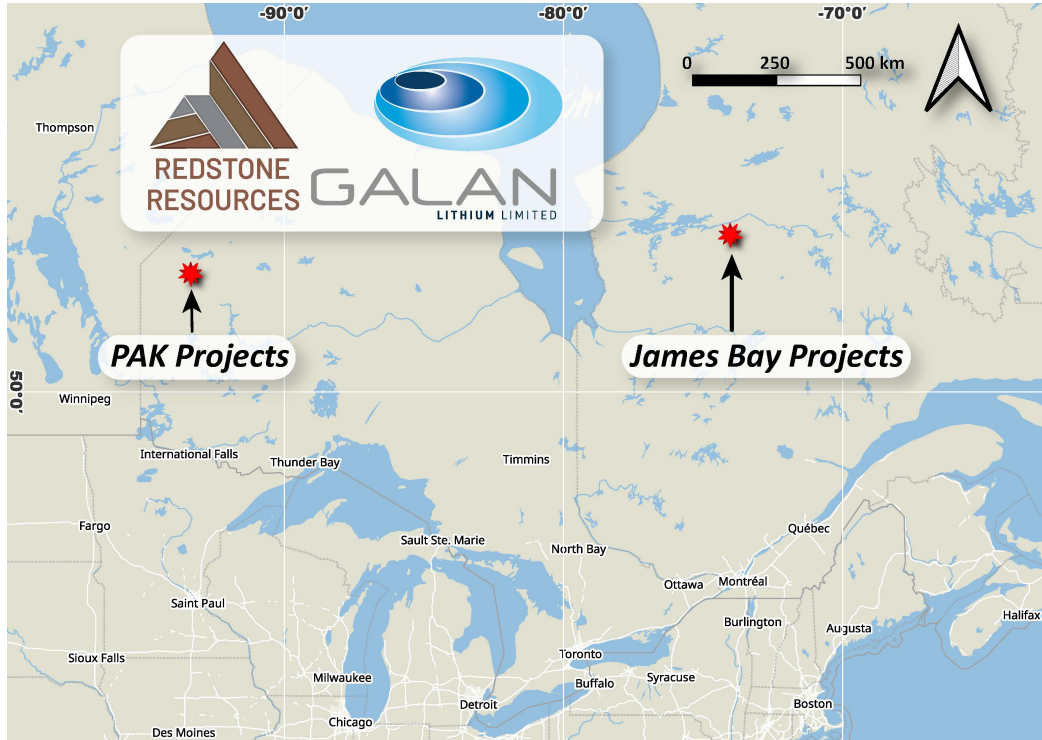 -90°0'
-80°0'
-70°0'
0
250
500 km
Thompson
REDSTONE
RESOURCES
GALAN
LITHIUM LIMITED
PAK Projects
James Bay Projects
50°0'
Winnipeg
International Falls
Thunder Bay
Timmins
Fargo
Sault Ste. Marie
North Bay
Québec
Saint Paul
Ottawa
Montréal
Burlington
Augusta
Halifax
Sioux Falls
Toronto
Milwaukee
Buffalo
Syracuse
Detroit
Boston
Chicago
Des Moines